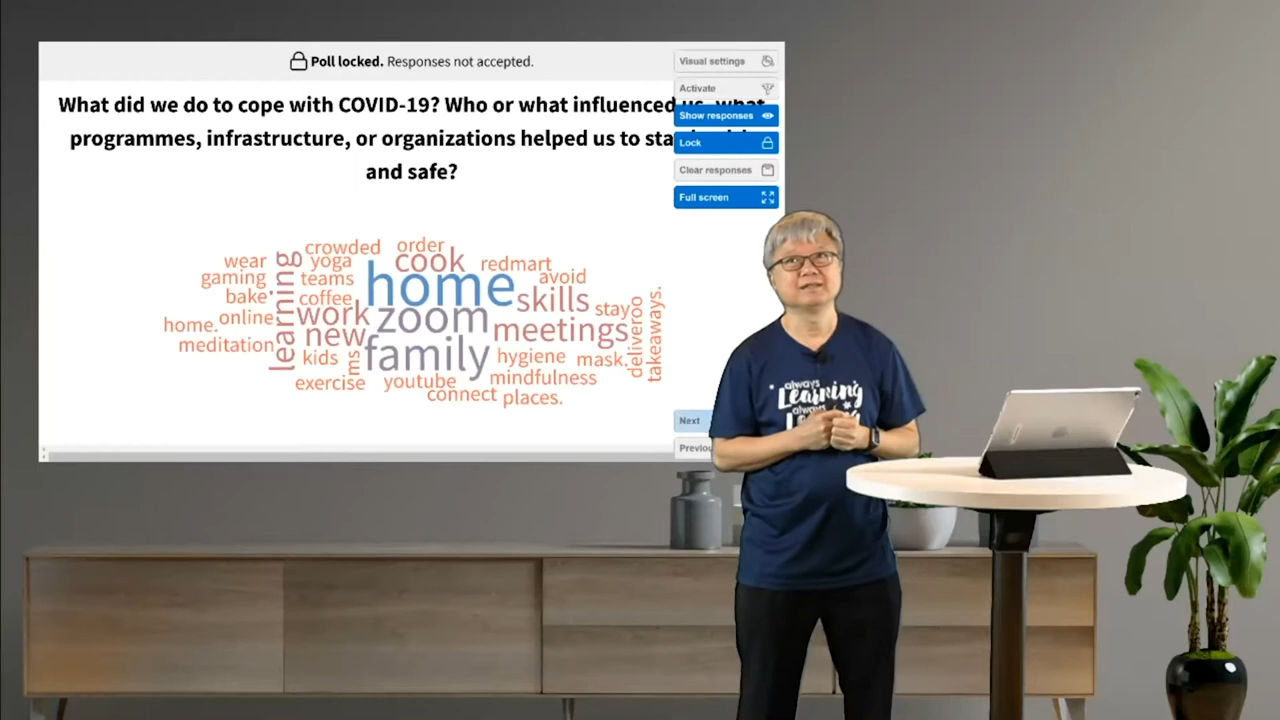 Poll locked. Responses not accepted.
Visual settings
Activate
Show responses
Lock
Clear responses
Full screen
What did we do to cope with COVID-19? Who or what influenced us, what
programmes, infrastructure, or organizations helped us to
and safe?
crowded order
wear yoga cook redmart
gaming teams home avoid
bake coffee skills stay
learning
home. online work zoom meetings
deliveroo
takeaways.
meditation new family hygiene mask.
kids ms mindfulness
exercise youtube
connect places.
Next
always
Learning
always